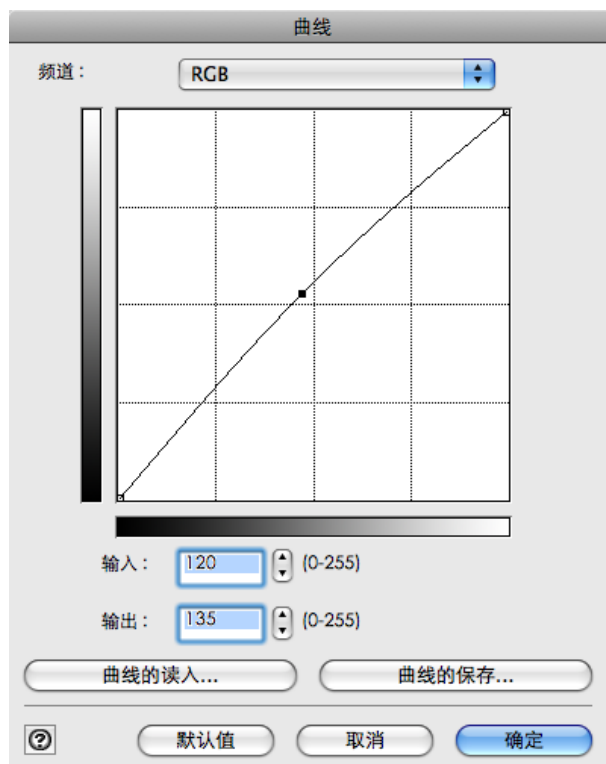 曲线
频道： RGB
输入： 120 (0-255)
输出： 135 (0-255)
曲线的读入... 曲线的保存...
? 默认值 取消 确定